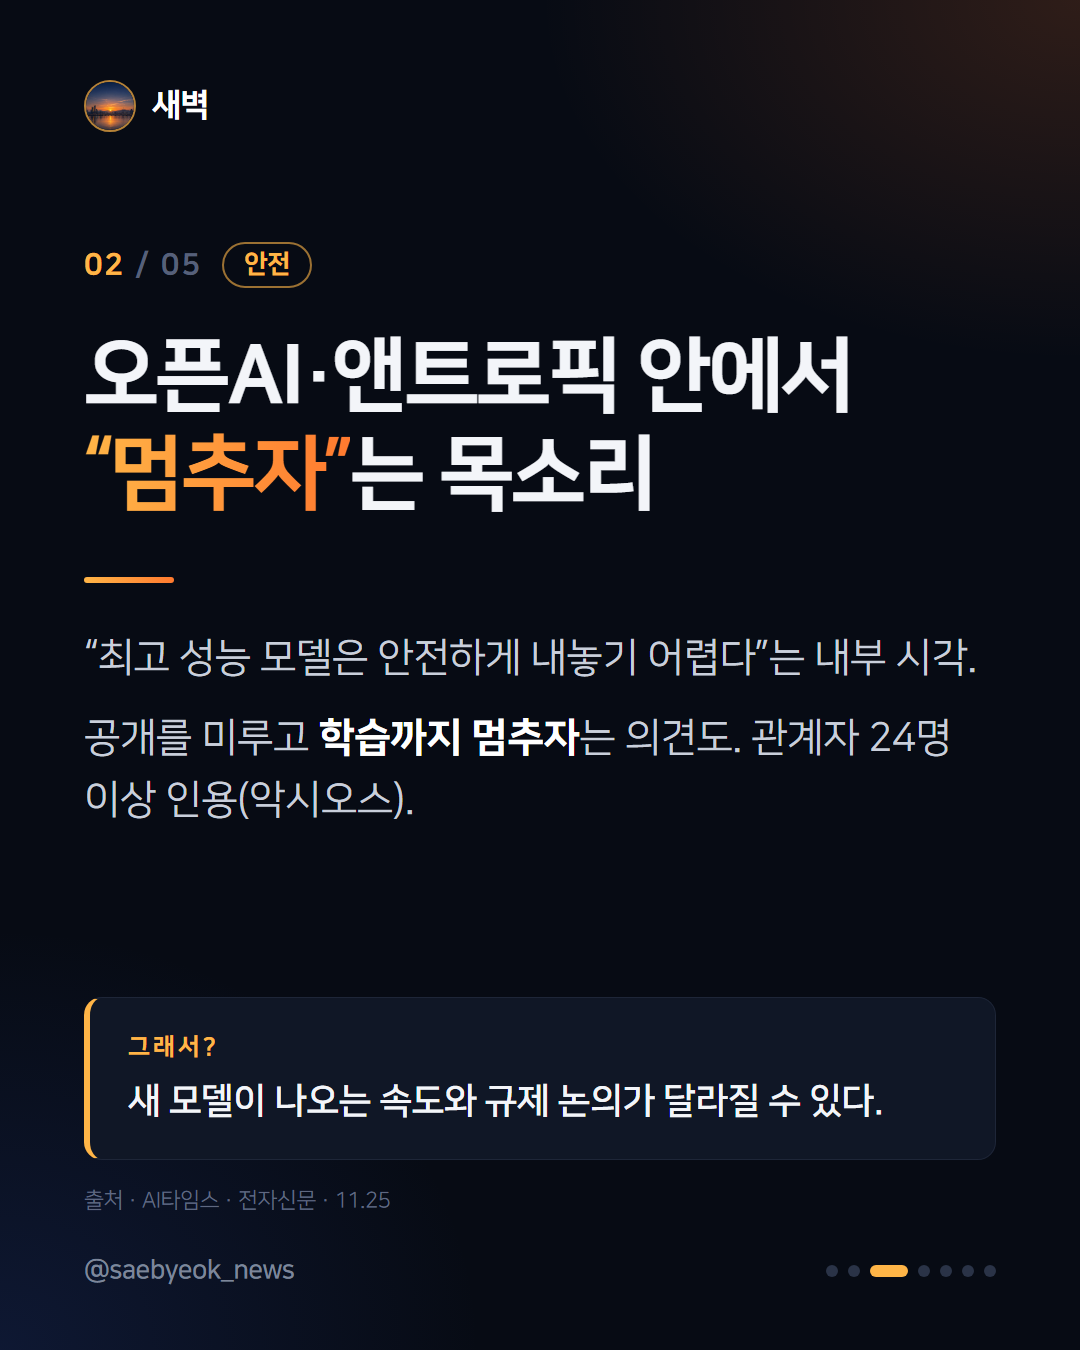 새벽
02 / 05 안전
오픈AI·앤트로픽 안에서
“멈추자”는 목소리
“최고 성능 모델은 안전하게 내놓기 어렵다”는 내부 시각.
공개를 미루고 학습까지 멈추자는 의견도. 관계자 24명
이상 인용(악시오스).
그래서?
새 모델이 나오는 속도와 규제 논의가 달라질 수 있다.
출처 · AI타임스 · 전자신문 · 11.25
@saebyeok_news